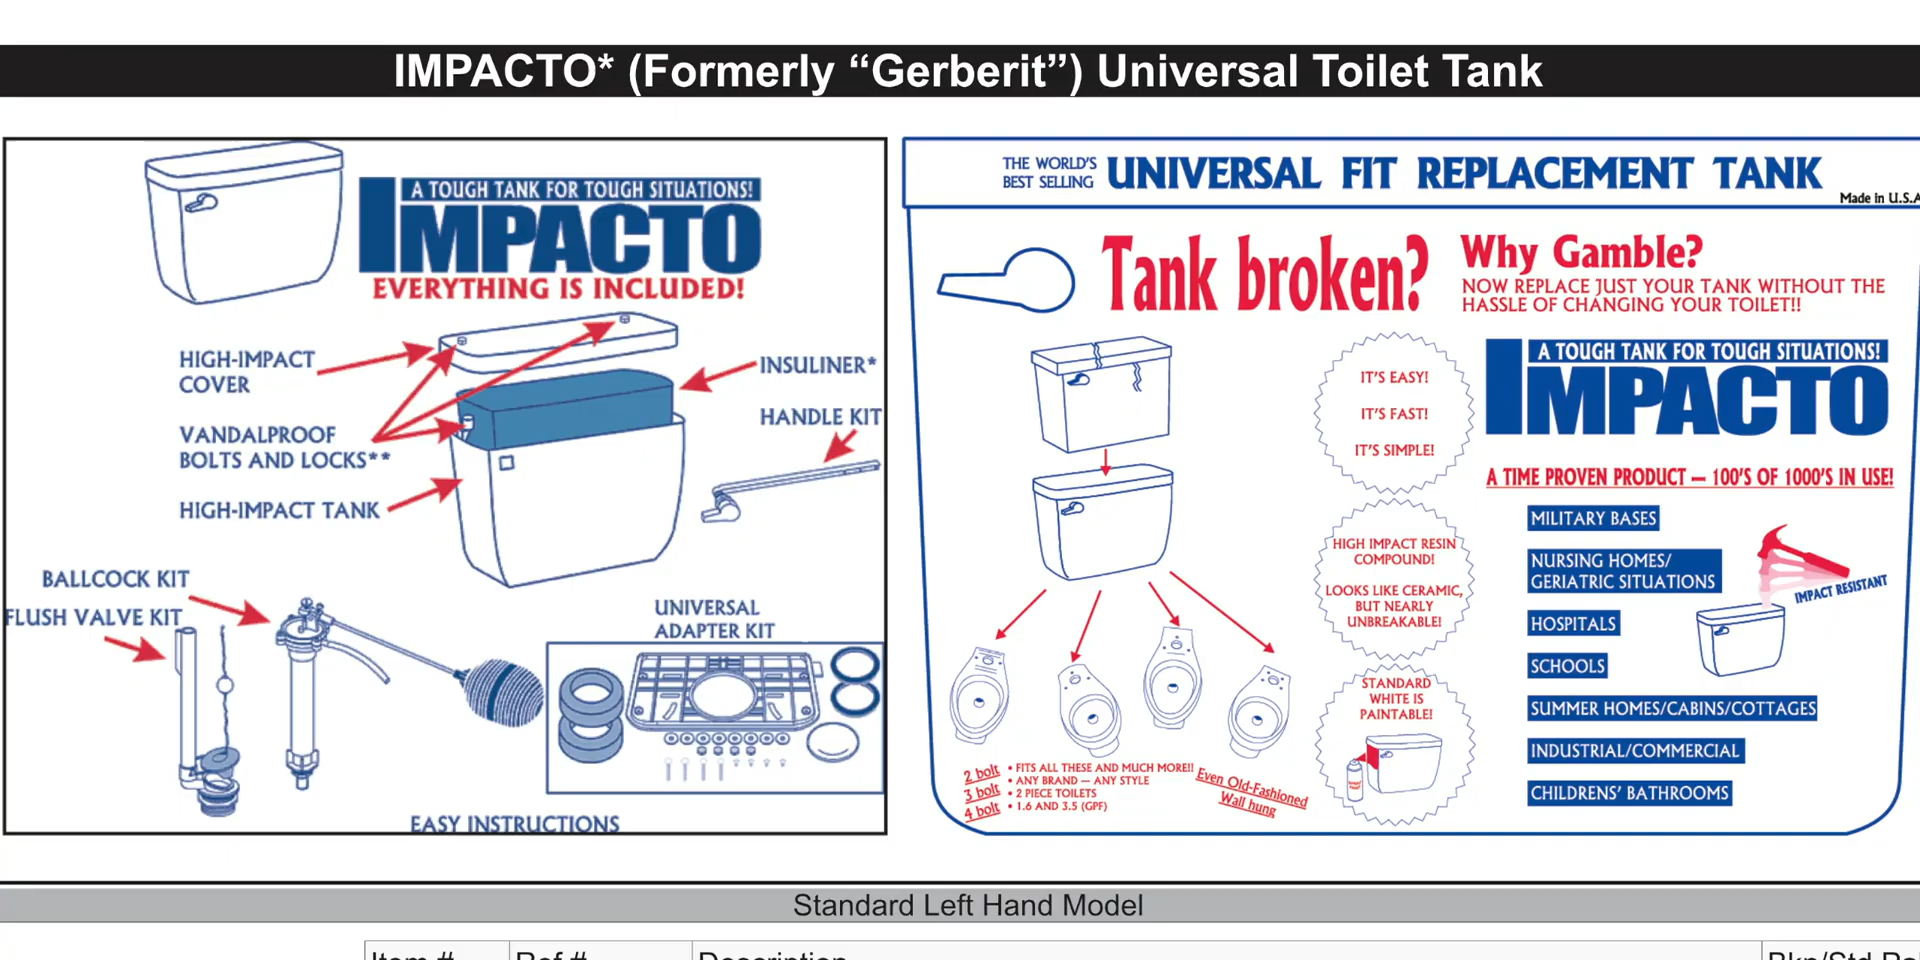 IMPACTO* (Formerly “Gerberit”) Universal Toilet Tank
A TOUGH TANK FOR TOUGH SITUATIONS!
IMPACTO
EVERYTHING IS INCLUDED!
HIGH-IMPACT
COVER
INSULINER*
HANDLE KIT
VANDALPROOF
BOLTS AND LOCKS**
HIGH-IMPACT TANK
BALLCOCK KIT
FLUSH VALVE KIT
UNIVERSAL
ADAPTER KIT
EASY INSTRUCTIONS
THE WORLD'S
BEST SELLING
UNIVERSAL FIT REPLACEMENT TANK
Made in U.S.A
Tank broken?
Why Gamble?
NOW REPLACE JUST YOUR TANK WITHOUT THE
HASSLE OF CHANGING YOUR TOILET!!
IT'S EASY!
IT'S FAST!
IT'S SIMPLE!
A TOUGH TANK FOR TOUGH SITUATIONS!
IMPACTO
A TIME PROVEN PRODUCT — 100'S OF 1000'S IN USE!
HIGH IMPACT RESIN
COMPOUND!
LOOKS LIKE CERAMIC,
BUT NEARLY
UNBREAKABLE!
STANDARD
WHITE IS
PAINTABLE!
MILITARY BASES
NURSING HOMES/
GERIATRIC SITUATIONS
HOSPITALS
SCHOOLS
SUMMER HOMES/CABINS/COTTAGES
INDUSTRIAL/COMMERCIAL
CHILDRENS' BATHROOMS
IMPACT RESISTANT
2 bolt
3 bolt
4 bolt
• FITS ALL THESE AND MUCH MORE!!
• ANY BRAND — ANY STYLE
• 2 PIECE TOILETS
• 1.6 AND 3.5 (GPF)
Even Old-Fashioned
Wall hung
Standard Left Hand Model
Item #
Ref #
Description